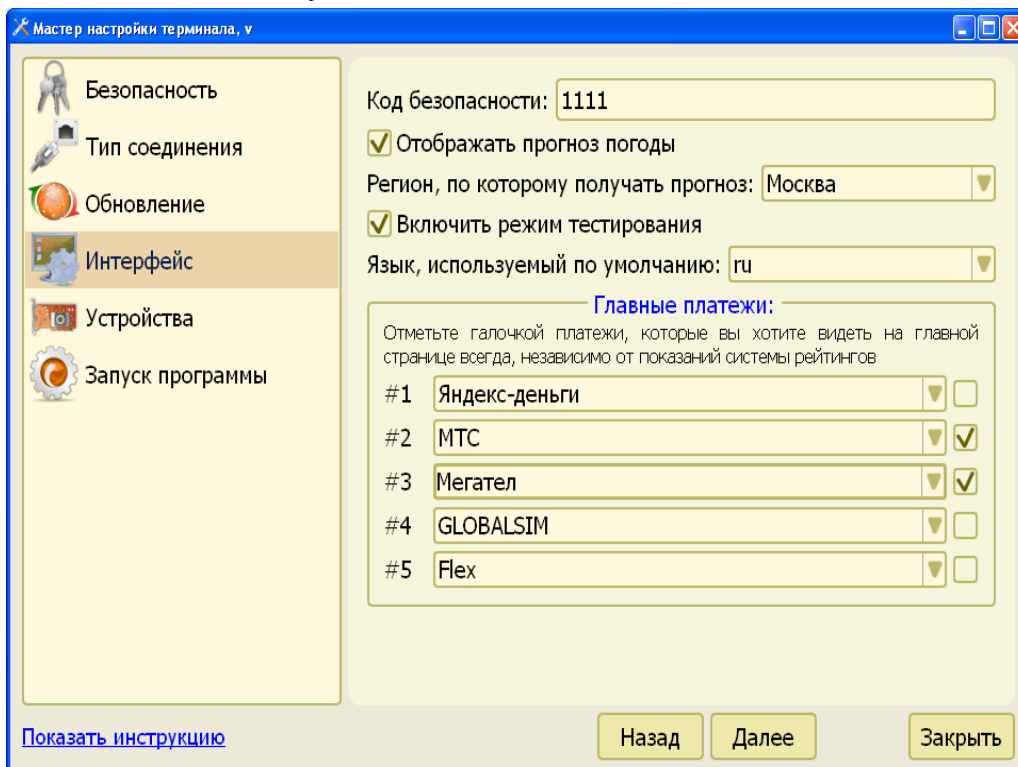 Мастер настройки терминала, v
Безопасность
Тип соединения
Обновление
Интерфейс
Устройства
Запуск программы
Код безопасности: 1111
Отображать прогноз погоды
Регион, по которому получать прогноз: Москва
Включить режим тестирования
Язык, используемый по умолчанию: ru
Главные платежи:
Отметьте галочкой платежи, которые вы хотите видеть на главной
странице всегда, независимо от показаний системы рейтингов
#1 Яндекс-деньги
#2 МТС
#3 Мегател
#4 GLOBALSIM
#5 Flex
Показать инструкцию
Назад
Далее
Закрыть